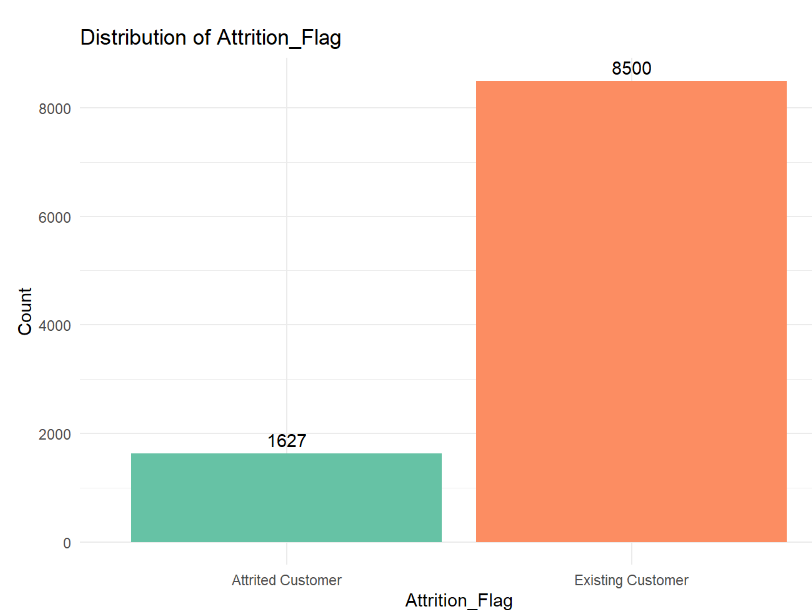 Distribution of Attrition_Flag
8500
8000
6000
Count
4000
2000
1627
0
Attrited Customer Existing Customer
Attrition_Flag